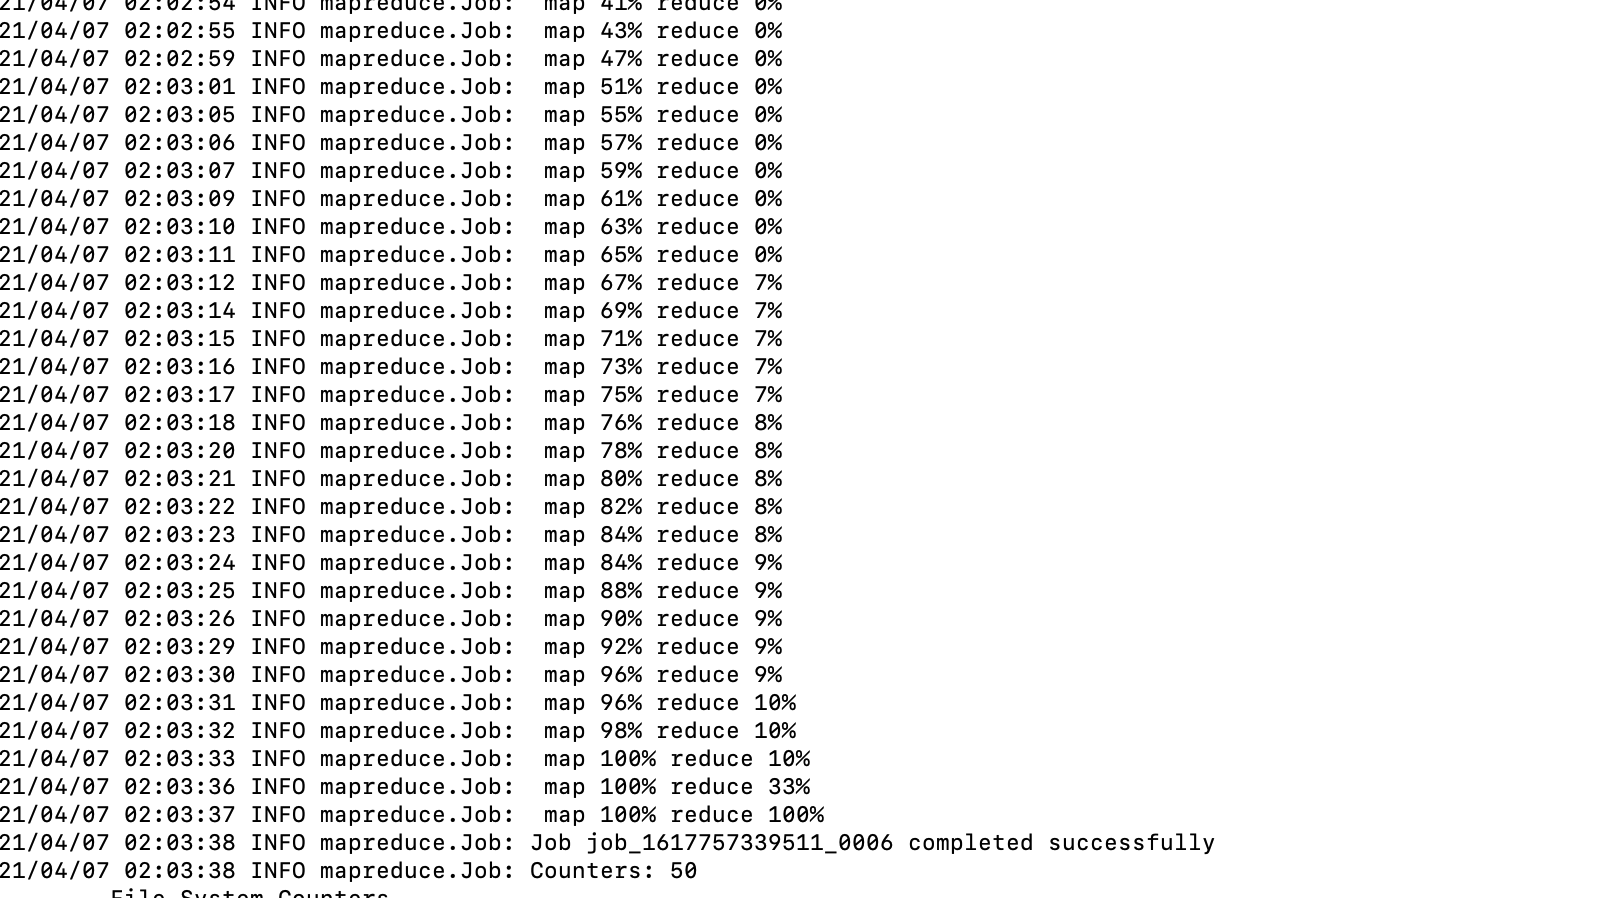 21/04/07 02:02:54 INFO mapreduce.Job:  map 41% reduce 0%
21/04/07 02:02:55 INFO mapreduce.Job:  map 43% reduce 0%
21/04/07 02:02:59 INFO mapreduce.Job:  map 47% reduce 0%
21/04/07 02:03:01 INFO mapreduce.Job:  map 51% reduce 0%
21/04/07 02:03:05 INFO mapreduce.Job:  map 55% reduce 0%
21/04/07 02:03:06 INFO mapreduce.Job:  map 57% reduce 0%
21/04/07 02:03:07 INFO mapreduce.Job:  map 59% reduce 0%
21/04/07 02:03:09 INFO mapreduce.Job:  map 61% reduce 0%
21/04/07 02:03:10 INFO mapreduce.Job:  map 63% reduce 0%
21/04/07 02:03:11 INFO mapreduce.Job:  map 65% reduce 0%
21/04/07 02:03:12 INFO mapreduce.Job:  map 67% reduce 7%
21/04/07 02:03:14 INFO mapreduce.Job:  map 69% reduce 7%
21/04/07 02:03:15 INFO mapreduce.Job:  map 71% reduce 7%
21/04/07 02:03:16 INFO mapreduce.Job:  map 73% reduce 7%
21/04/07 02:03:17 INFO mapreduce.Job:  map 75% reduce 7%
21/04/07 02:03:18 INFO mapreduce.Job:  map 76% reduce 8%
21/04/07 02:03:20 INFO mapreduce.Job:  map 78% reduce 8%
21/04/07 02:03:21 INFO mapreduce.Job:  map 80% reduce 8%
21/04/07 02:03:22 INFO mapreduce.Job:  map 82% reduce 8%
21/04/07 02:03:23 INFO mapreduce.Job:  map 84% reduce 8%
21/04/07 02:03:24 INFO mapreduce.Job:  map 84% reduce 9%
21/04/07 02:03:25 INFO mapreduce.Job:  map 88% reduce 9%
21/04/07 02:03:26 INFO mapreduce.Job:  map 90% reduce 9%
21/04/07 02:03:29 INFO mapreduce.Job:  map 92% reduce 9%
21/04/07 02:03:30 INFO mapreduce.Job:  map 96% reduce 9%
21/04/07 02:03:31 INFO mapreduce.Job:  map 96% reduce 10%
21/04/07 02:03:32 INFO mapreduce.Job:  map 98% reduce 10%
21/04/07 02:03:33 INFO mapreduce.Job:  map 100% reduce 10%
21/04/07 02:03:36 INFO mapreduce.Job:  map 100% reduce 33%
21/04/07 02:03:37 INFO mapreduce.Job:  map 100% reduce 100%
21/04/07 02:03:38 INFO mapreduce.Job: Job job_1617757339511_0006 completed successfully
21/04/07 02:03:38 INFO mapreduce.Job: Counters: 50
File System Counters